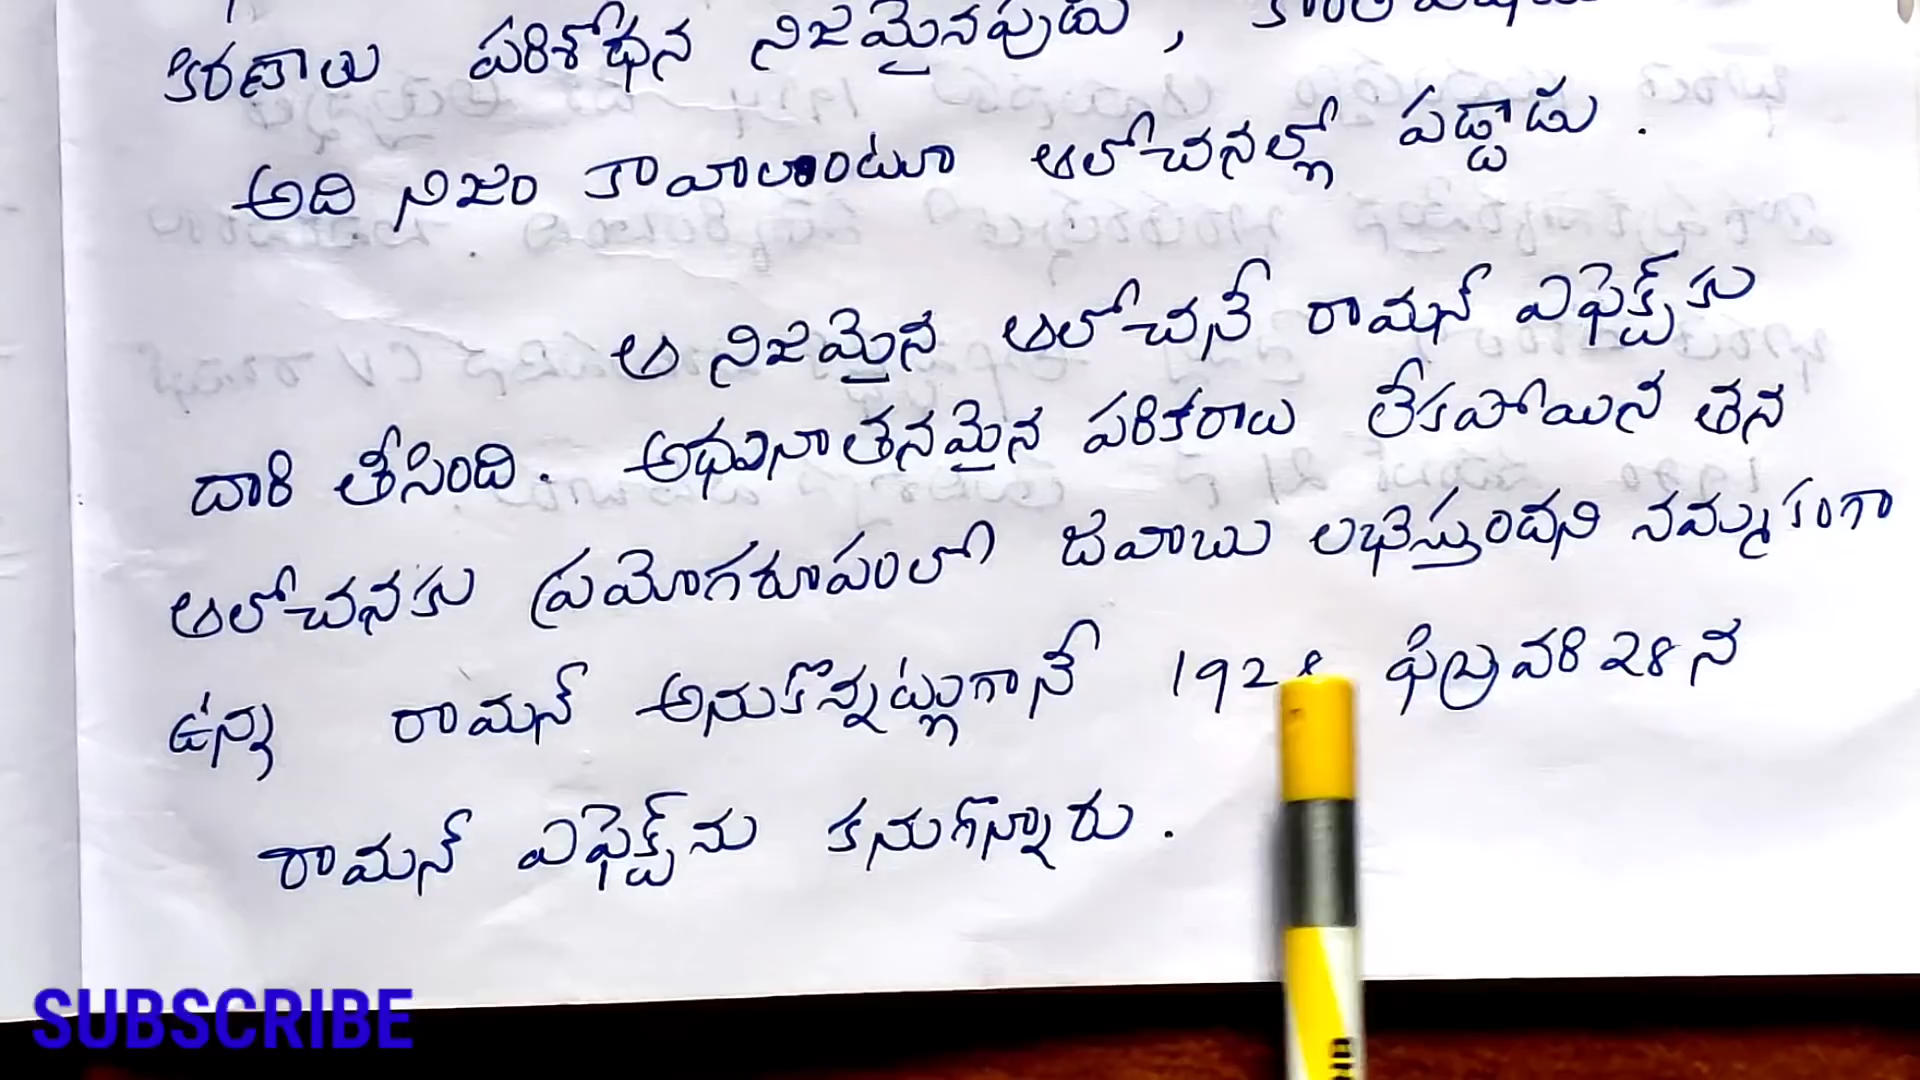 కిరణాలు పరిశోధన నిజమైనపుడు ,
అది నిజం కావాలంటూ ఆలోచనల్లో పడ్డాడు .
ఆ నిజమైన ఆలోచనే రామన్ ఎఫెక్ట్‌కు
దారి తీసింది. అధునాతనమైన పరికరాలు లేకపోయిన తన
ఆలోచనకు ప్రయోగరూపంలో జవాబు లభిస్తుందని నమ్మకంగా
ఉన్న రామన్ అనుకొన్నట్లుగానే 1928 ఫిబ్రవరి 28 న
రామన్ ఎఫెక్ట్‌ను కనుగొన్నారు .
SUBSCRIBE